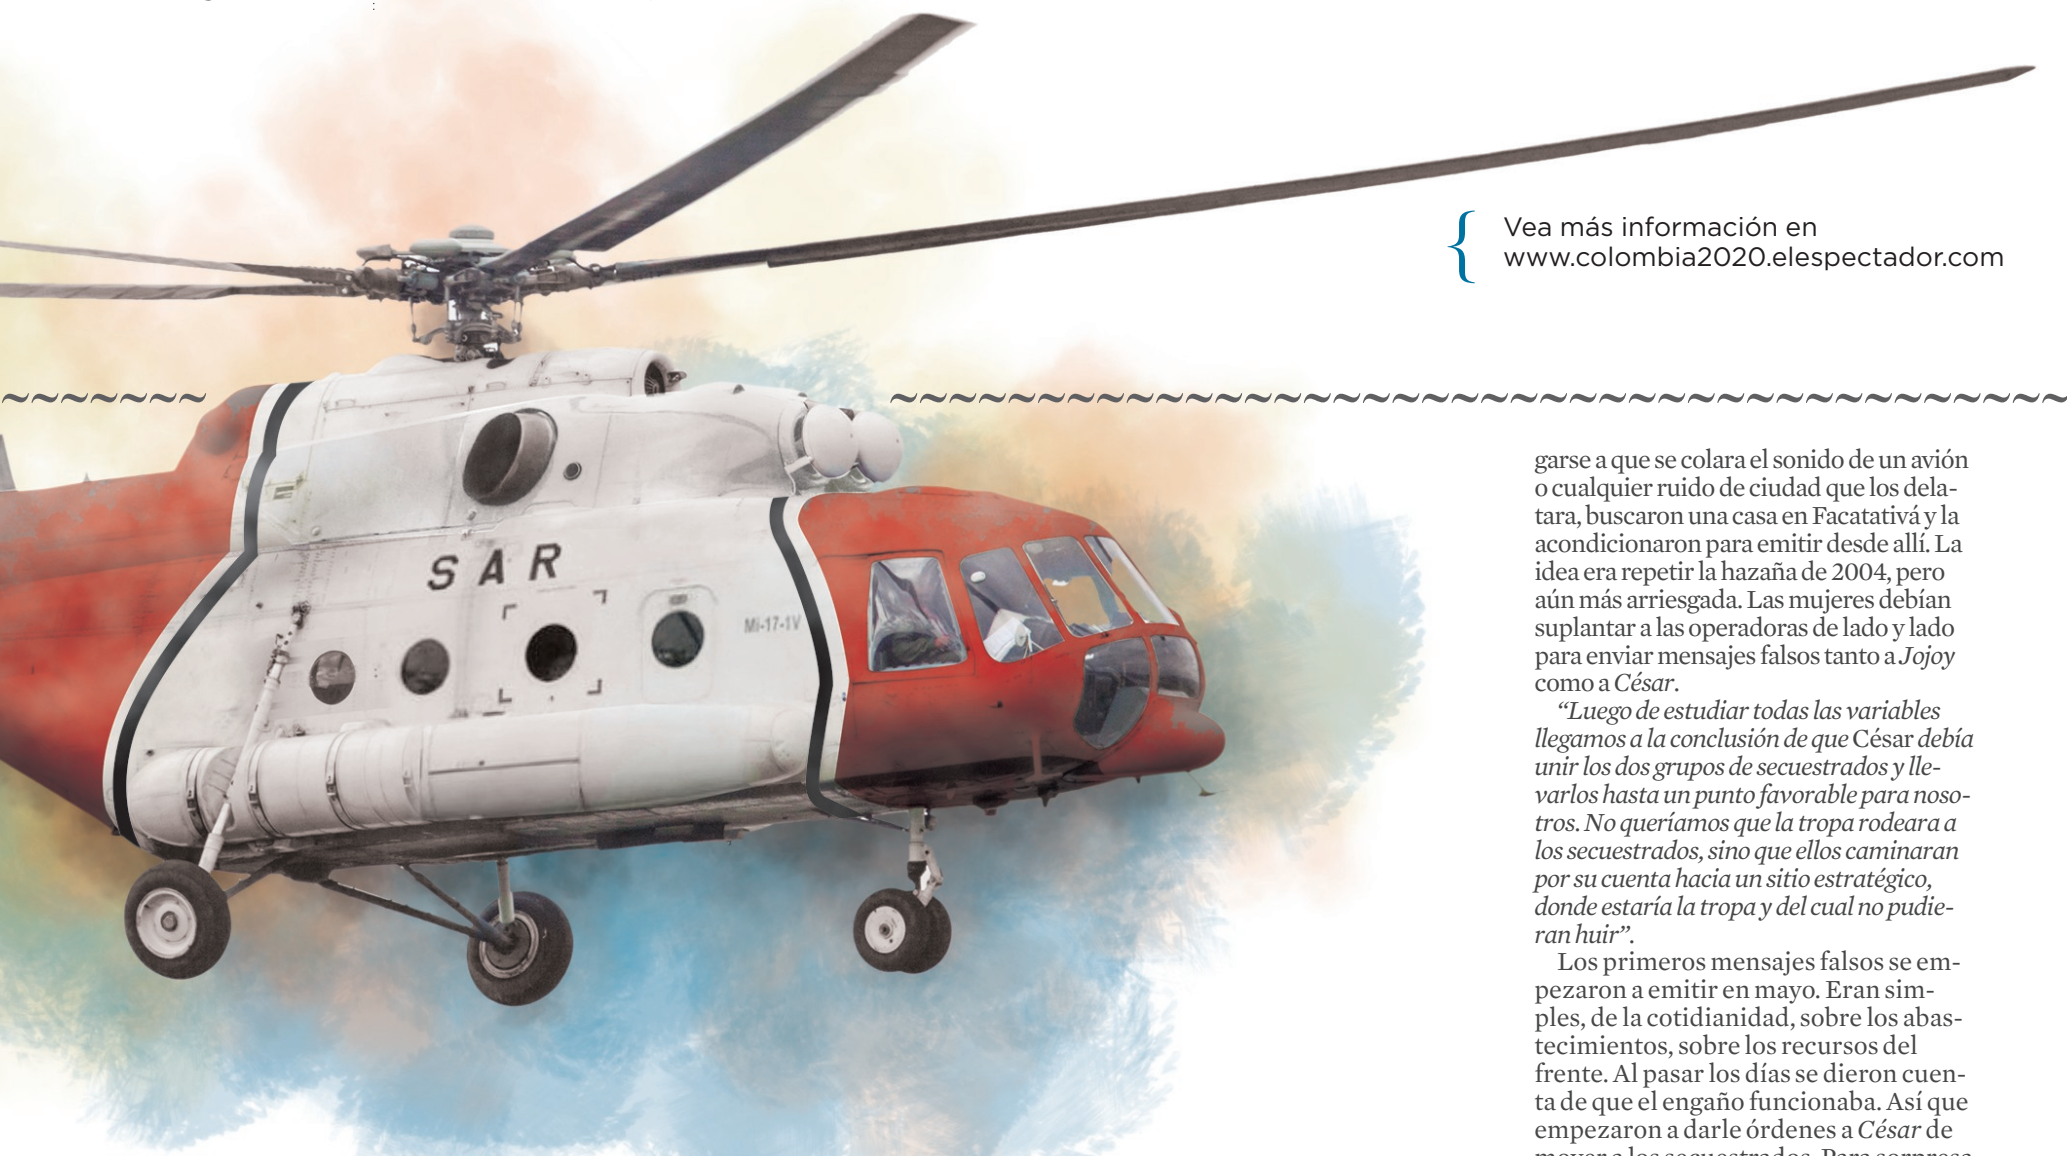 Vea más información en
www.colombia2020.elespectador.com
SAR
Mi-17-1V
garse a que se colara el sonido de un avión
o cualquier ruido de ciudad que los dela-
tara, buscaron una casa en Facatativá y la
acondicionaron para emitir desde allí. La
idea era repetir la hazaña de 2004, pero
aún más arriesgada. Las mujeres debían
suplantar a las operadoras de lado y lado
para enviar mensajes falsos tanto a Jojoy
como a César.
“Luego de estudiar todas las variables
llegamos a la conclusión de que César debía
unir los dos grupos de secuestrados y lle-
varlos hasta un punto favorable para noso-
tros. No queríamos que la tropa rodeara a
los secuestrados, sino que ellos caminaran
por su cuenta hacia un sitio estratégico,
donde estaría la tropa y del cual no pudie-
ran huir”.
Los primeros mensajes falsos se em-
pezaron a emitir en mayo. Eran sim-
ples, de la cotidianidad, sobre los abas-
tecimientos, sobre los recursos del
frente. Al pasar los días se dieron cuen-
ta de que el engaño funcionaba. Así que
empezaron a darle órdenes a César de
mover a los secuestrados. Para sorpresa